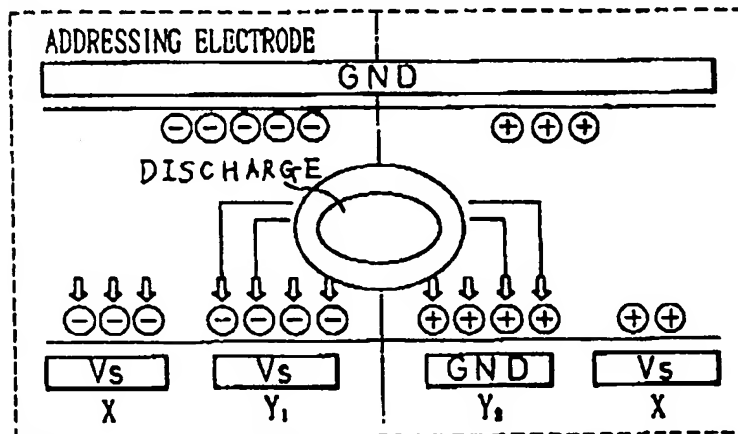 ADDRESSING ELECTRODE
GND
⊖⊖⊖⊖⊖ ⊕⊕⊕
DISCHARGE
⊖⊖⊖ ⊖⊖⊖⊖ ⊕⊕⊕⊕ ⊕⊕
Vs Vs GND Vs
X Y₁ Y₂ X